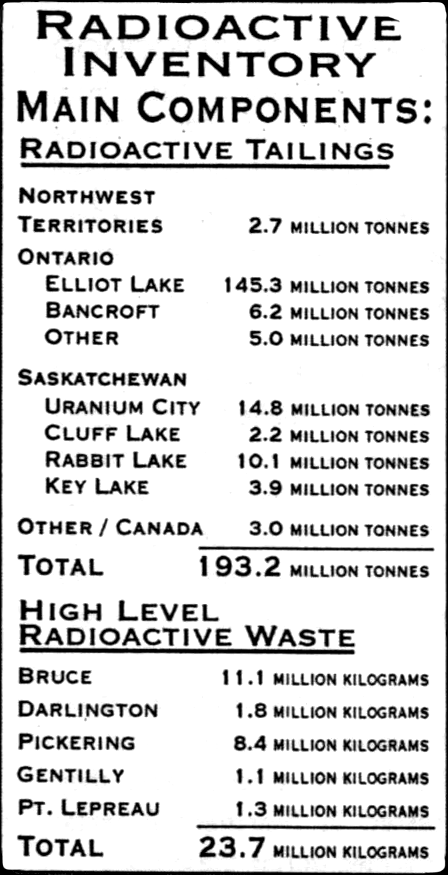 RADIOACTIVE
INVENTORY
MAIN COMPONENTS:
RADIOACTIVE TAILINGS
NORTHWEST
TERRITORIES 2.7 MILLION TONNES
ONTARIO
ELLIOT LAKE 145.3 MILLION TONNES
BANCROFT 6.2 MILLION TONNES
OTHER 5.0 MILLION TONNES
SASKATCHEWAN
URANIUM CITY 14.8 MILLION TONNES
CLUFF LAKE 2.2 MILLION TONNES
RABBIT LAKE 10.1 MILLION TONNES
KEY LAKE 3.9 MILLION TONNES
OTHER / CANADA 3.0 MILLION TONNES
TOTAL 193.2 MILLION TONNES
HIGH LEVEL
RADIOACTIVE WASTE
BRUCE 11.1 MILLION KILOGRAMS
DARLINGTON 1.8 MILLION KILOGRAMS
PICKERING 8.4 MILLION KILOGRAMS
GENTILLY 1.1 MILLION KILOGRAMS
PT. LEPREAU 1.3 MILLION KILOGRAMS
TOTAL 23.7 MILLION KILOGRAMS